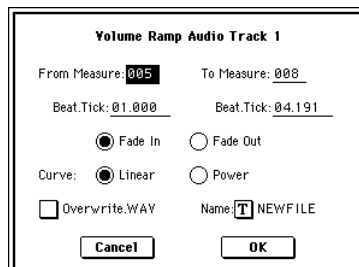 Volume Ramp Audio Track 1
From Measure: 005 To Measure: 008
Beat.Tick: 01.000 Beat.Tick: 04.191
Fade In Fade Out
Curve: Linear Power
Overwrite.WAV Name: T NEWFILE
Cancel OK